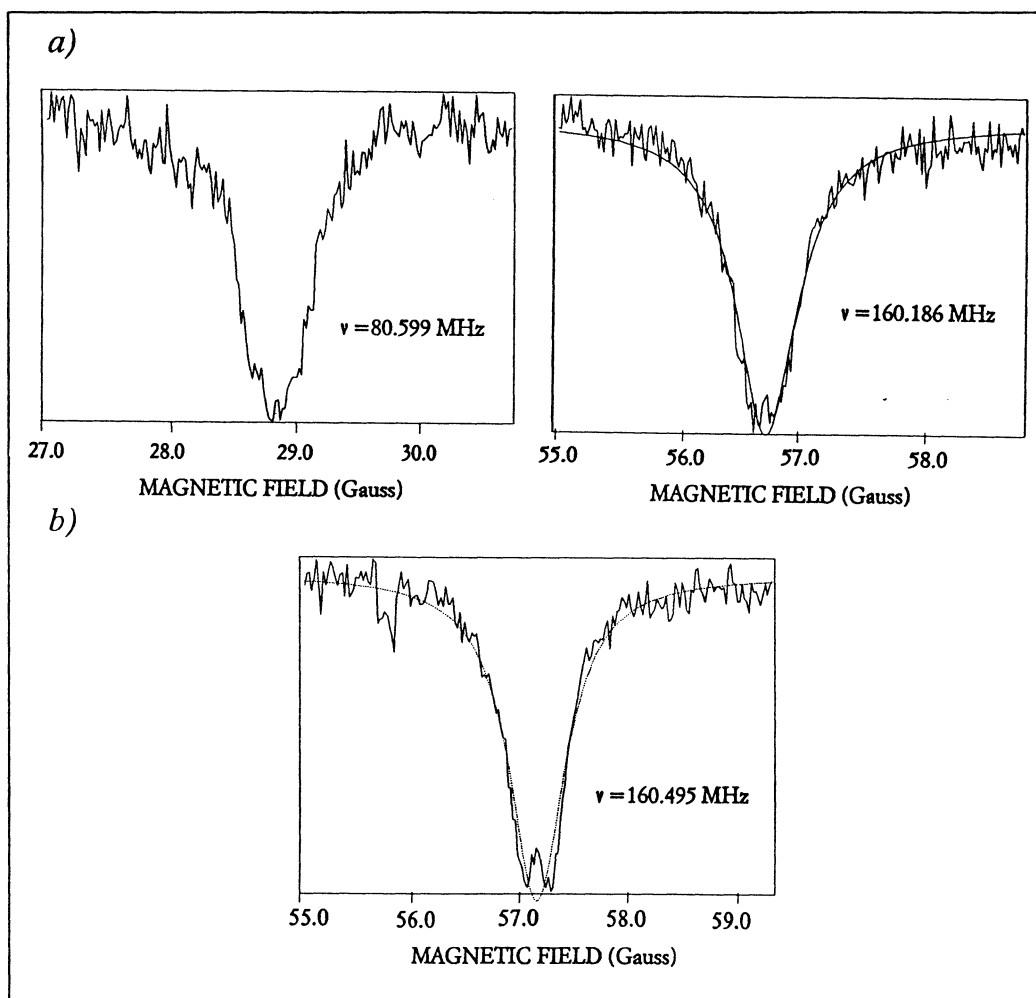 a)
ν = 80.599 MHz
ν = 160.186 MHz
27.0 28.0 29.0 30.0
55.0 56.0 57.0 58.0
MAGNETIC FIELD (Gauss)
MAGNETIC FIELD (Gauss)
b)
ν = 160.495 MHz
55.0 56.0 57.0 58.0 59.0
MAGNETIC FIELD (Gauss)